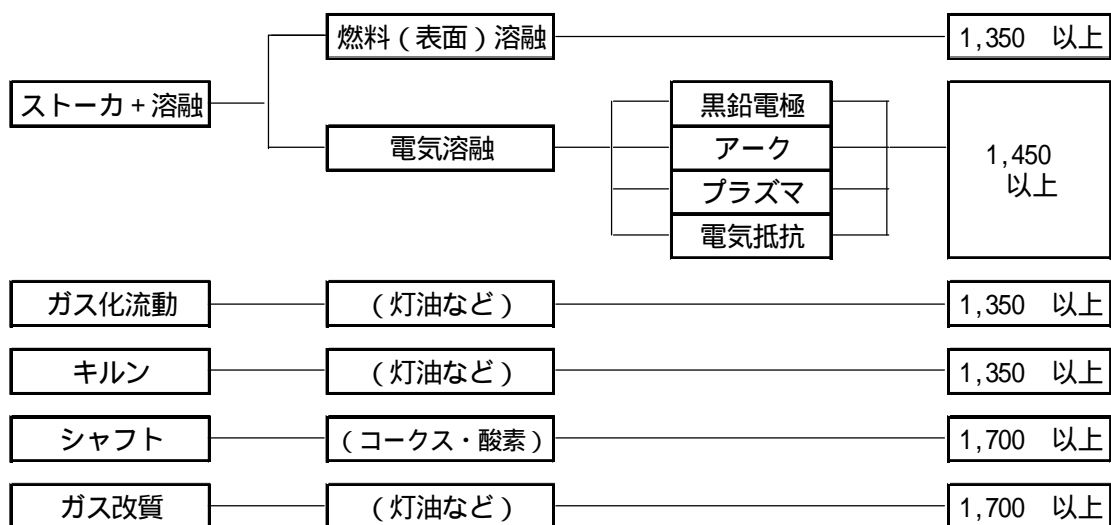 燃料（表面）溶融
1,350 以上
ストーカ+溶融
黒鉛電極
電気溶融
アーク
1,450
以上
プラズマ
電気抵抗
ガス化流動
（灯油など）
1,350 以上
キルン
（灯油など）
1,350 以上
シャフト
（コークス・酸素）
1,700 以上
ガス改質
（灯油など）
1,700 以上